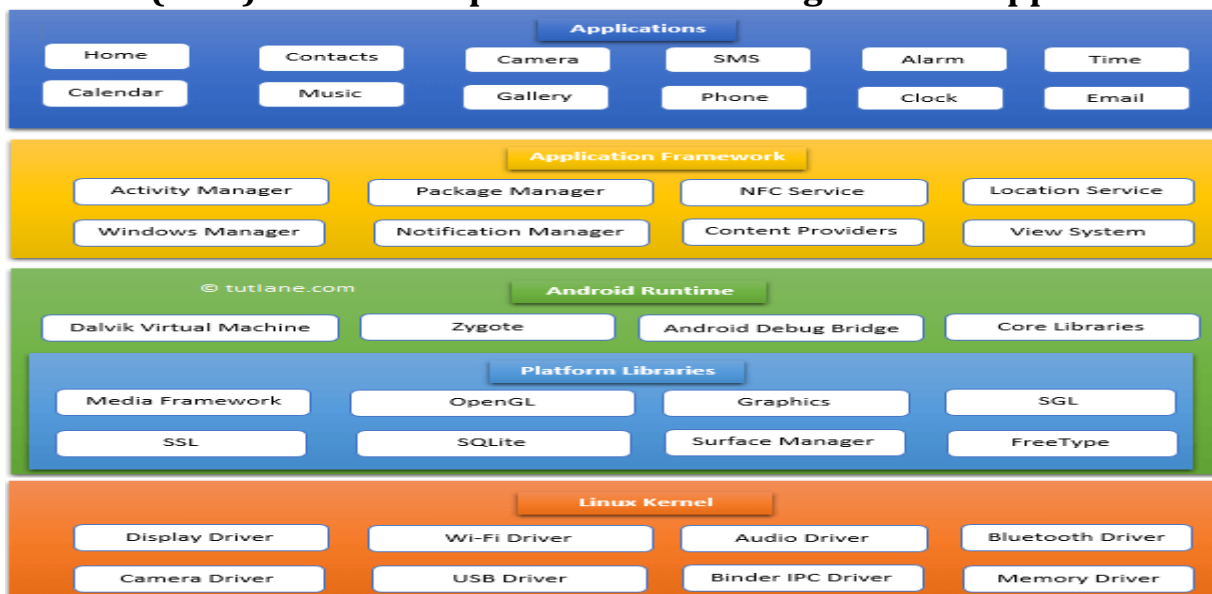 Applications
Home Contacts Camera SMS Alarm Time
Calendar Music Gallery Phone Clock Email
Application Framework
Activity Manager Package Manager NFC Service Location Service
Windows Manager Notification Manager Content Providers View System
© tutlane.com
Android Runtime
Dalvik Virtual Machine Zygote Android Debug Bridge Core Libraries
Platform Libraries
Media Framework OpenGL Graphics SGL
SSL SQLite Surface Manager FreeType
Linux Kernel
Display Driver Wi-Fi Driver Audio Driver Bluetooth Driver
Camera Driver USB Driver Binder IPC Driver Memory Driver